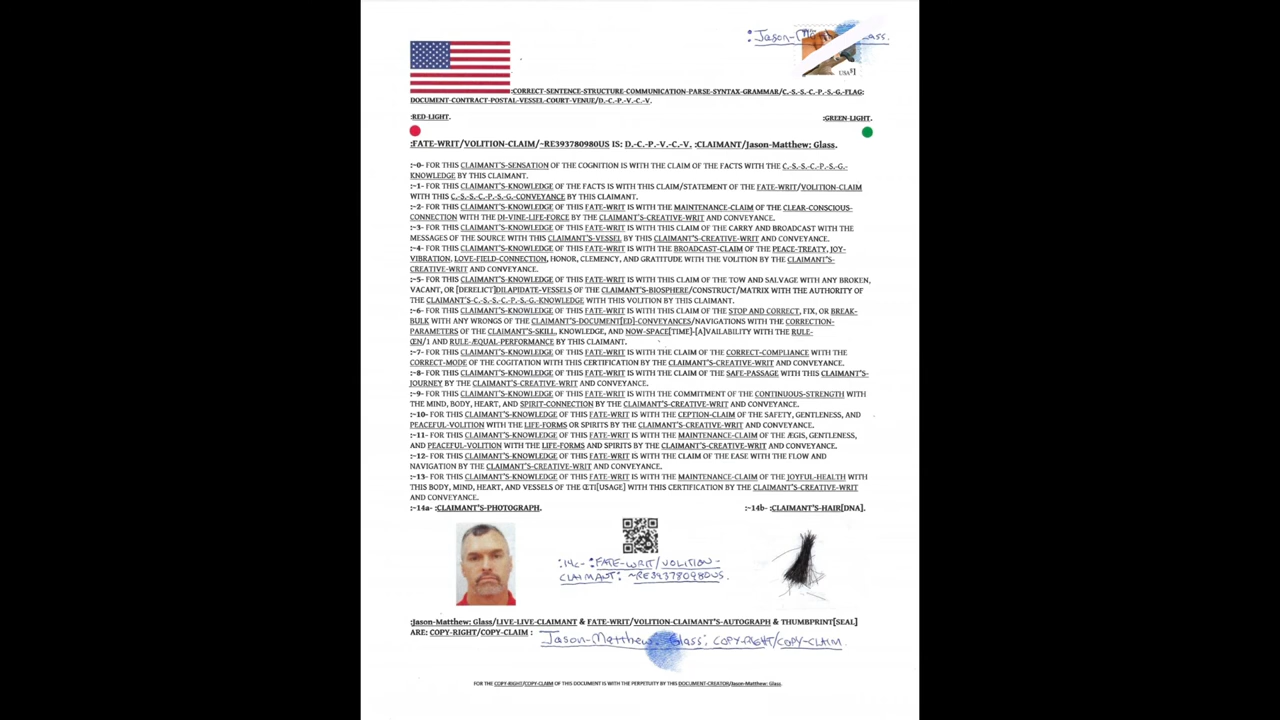 :Jason-Matthew: Glass.
USA $1
:CORRECT-SENTENCE-STRUCTURE-COMMUNICATION-PARSE-SYNTAX-GRAMMAR/C.-S.-S.-C.-P.-S.-G.-FLAG:
DOCUMENT-CONTRACT-POSTAL-VESSEL-COURT-VENUE/D.-C.-P.-V.-C.-V.
:RED-LIGHT.
:GREEN-LIGHT.
:FATE-WRIT/VOLITION-CLAIM/~RE393780980US IS: D.-C.-P.-V.-C.-V. :CLAIMANT/Jason-Matthew: Glass.
:~0~ FOR THIS CLAIMANT'S-SENSATION OF THE COGNITION IS WITH THE CLAIM OF THE FACTS WITH THE C.-S.-S.-C.-P.-S.-G.-
KNOWLEDGE BY THIS CLAIMANT.
:~1~ FOR THIS CLAIMANT'S-KNOWLEDGE OF THE FACTS IS WITH THIS CLAIM/STATEMENT OF THE FATE-WRIT/VOLITION-CLAIM
WITH THIS C.-S.-S.-C.-P.-S.-G.-CONVEYANCE BY THIS CLAIMANT.
:~2~ FOR THIS CLAIMANT'S-KNOWLEDGE OF THIS FATE-WRIT IS WITH THE MAINTENANCE-CLAIM OF THE CLEAR-CONSCIOUS-
CONNECTION WITH THE DI-VINE-LIFE-FORCE BY THE CLAIMANT'S-CREATIVE-WRIT AND CONVEYANCE.
:~3~ FOR THIS CLAIMANT'S-KNOWLEDGE OF THIS FATE-WRIT IS WITH THIS CLAIM OF THE CARRY AND BROADCAST WITH THE
MESSAGES OF THE SOURCE WITH THIS CLAIMANT'S-VESSEL BY THIS CLAIMANT'S-CREATIVE-WRIT AND CONVEYANCE.
:~4~ FOR THIS CLAIMANT'S-KNOWLEDGE OF THIS FATE-WRIT IS WITH THE BROADCAST-CLAIM OF THE PEACE-TREATY, JOY-
VIBRATION, LOVE-FIELD-CONNECTION, HONOR, CLEMENCY, AND GRATITUDE WITH THE VOLITION BY THE CLAIMANT'S-
CREATIVE-WRIT AND CONVEYANCE.
:~5~ FOR THIS CLAIMANT'S-KNOWLEDGE OF THIS FATE-WRIT IS WITH THIS CLAIM OF THE TOW AND SALVAGE WITH ANY BROKEN,
VACANT, OR [DERELICT]DILAPIDATE-VESSELS OF THE CLAIMANT'S-BIOSPHERE/CONSTRUCT/MATRIX WITH THE AUTHORITY OF
THE CLAIMANT'S-C.-S.-S.-C.-P.-S.-G.-KNOWLEDGE WITH THIS VOLITION BY THIS CLAIMANT.
:~6~ FOR THIS CLAIMANT'S-KNOWLEDGE OF THIS FATE-WRIT IS WITH THIS CLAIM OF THE STOP AND CORRECT, FIX, OR BREAK-
BULK WITH ANY WRONGS OF THE CLAIMANT'S-DOCUMENT[ED]-CONVEYANCES/NAVIGATIONS WITH THE CORRECTION-
PARAMETERS OF THE CLAIMANT'S-SKILL, KNOWLEDGE, AND NOW-SPACE[TIME]-[A]VAILABILITY WITH THE RULE-
ŒN/1 AND RULE-ÆQUAL-PERFORMANCE BY THIS CLAIMANT.
:~7~ FOR THIS CLAIMANT'S-KNOWLEDGE OF THIS FATE-WRIT IS WITH THE CLAIM OF THE CORRECT-COMPLIANCE WITH THE
CORRECT-MODE OF THE COGITATION WITH THIS CERTIFICATION BY THE CLAIMANT'S-CREATIVE-WRIT AND CONVEYANCE.
:~8~ FOR THIS CLAIMANT'S-KNOWLEDGE OF THIS FATE-WRIT IS WITH THE CLAIM OF THE SAFE-PASSAGE WITH THIS CLAIMANT'S-
JOURNEY BY THE CLAIMANT'S-CREATIVE-WRIT AND CONVEYANCE.
:~9~ FOR THIS CLAIMANT'S-KNOWLEDGE OF THIS FATE-WRIT IS WITH THE COMMITMENT OF THE CONTINUOUS-STRENGTH WITH
THE MIND, BODY, HEART, AND SPIRIT-CONNECTION BY THE CLAIMANT'S-CREATIVE-WRIT AND CONVEYANCE.
:~10~ FOR THIS CLAIMANT'S-KNOWLEDGE OF THIS FATE-WRIT IS WITH THE CEPTION-CLAIM OF THE SAFETY, GENTLENESS, AND
PEACEFUL-VOLITION WITH THE LIFE-FORMS OR SPIRITS BY THE CLAIMANT'S-CREATIVE-WRIT AND CONVEYANCE.
:~11~ FOR THIS CLAIMANT'S-KNOWLEDGE OF THIS FATE-WRIT IS WITH THE MAINTENANCE-CLAIM OF THE ÆGIS, GENTLENESS,
AND PEACEFUL-VOLITION WITH THE LIFE-FORMS AND SPIRITS BY THE CLAIMANT'S-CREATIVE-WRIT AND CONVEYANCE.
:~12~ FOR THIS CLAIMANT'S-KNOWLEDGE OF THIS FATE-WRIT IS WITH THE CLAIM OF THE EASE WITH THE FLOW AND
NAVIGATION BY THE CLAIMANT'S-CREATIVE-WRIT AND CONVEYANCE.
:~13~ FOR THIS CLAIMANT'S-KNOWLEDGE OF THIS FATE-WRIT IS WITH THE MAINTENANCE-CLAIM OF THE JOYFUL-HEALTH WITH
THIS BODY, MIND, HEART, AND VESSELS OF THE ŒTI[USAGE] WITH THIS CERTIFICATION BY THE CLAIMANT'S-CREATIVE-WRIT
AND CONVEYANCE.
:~14a~ :CLAIMANT'S-PHOTOGRAPH.
:~14b~ :CLAIMANT'S-HAIR[DNA].
:14c~ :FATE-WRIT/VOLITION-
CLAIMANT: ~RE393780980US.
:Jason-Matthew: Glass/LIVE-LIFE-CLAIMANT & FATE-WRIT/VOLITION-CLAIMANT'S-AUTOGRAPH & THUMBPRINT[SEAL]
ARE: COPY-RIGHT/COPY-CLAIM :
Jason-Matthew: Glass: COPY-RIGHT/COPY-CLAIM.
FOR THE COPY-RIGHT/COPY-CLAIM OF THIS DOCUMENT IS WITH THE PERPETUITY BY THIS DOCUMENT-CREATOR/Jason-Matthew: Glass.